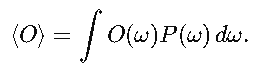 ⟨O⟩ = ∫ O(ω)P(ω) dω.